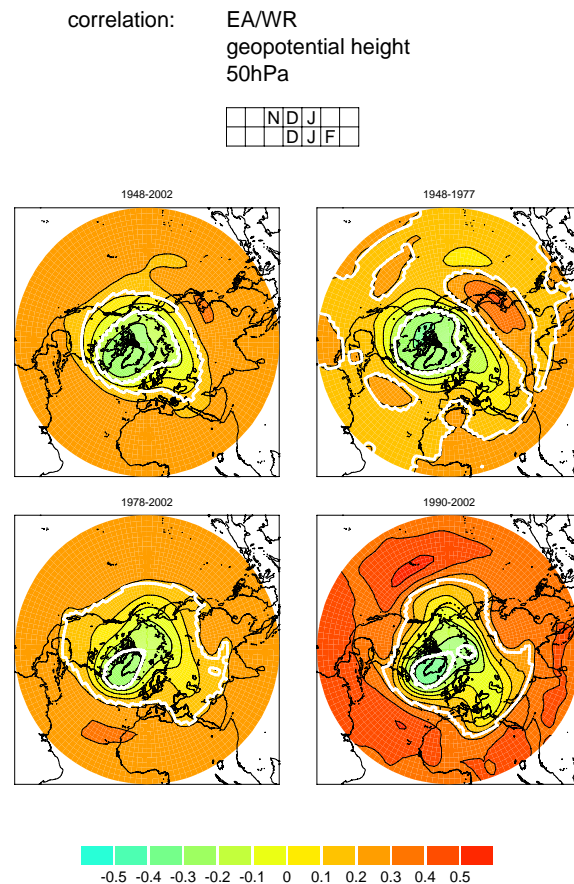 correlation: EA/WR
geopotential height
50hPa
N D J
D J F
1948-2002 1948-1977
1978-2002 1990-2002
-0.5 -0.4 -0.3 -0.2 -0.1 0 0.1 0.2 0.3 0.4 0.5